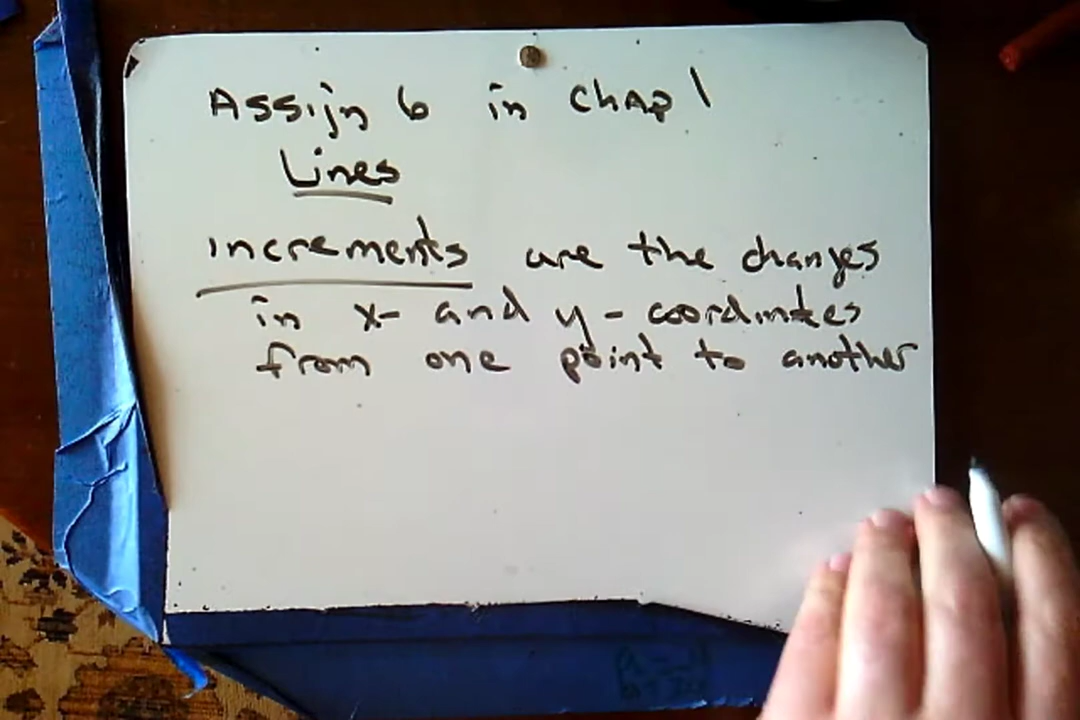 Assign 6 in Chap 1
Lines
increments are the changes
in x- and y-coordinates
from one point to another